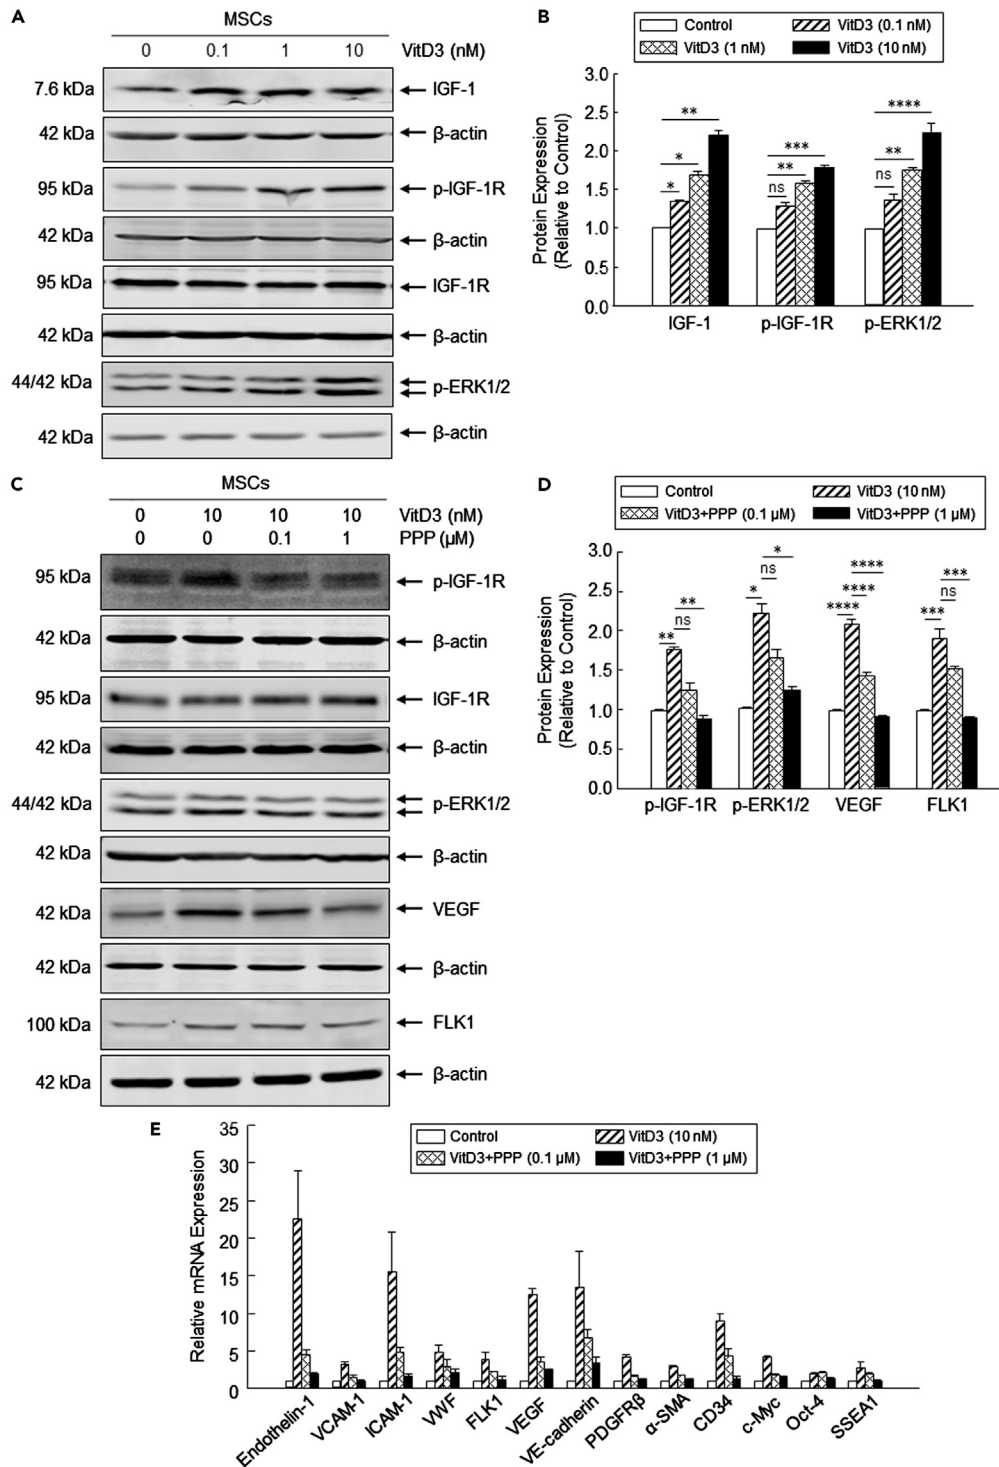 A
MSCs
0 0.1 1 10 VitD3 (nM)
7.6 kDa IGF-1
42 kDa β-actin
95 kDa p-IGF-1R
42 kDa β-actin
95 kDa IGF-1R
42 kDa β-actin
44/42 kDa p-ERK1/2
42 kDa β-actin
B
Control VitD3 (0.1 nM)
VitD3 (1 nM) VitD3 (10 nM)
Protein Expression
(Relative to Control)
3.0
2.5
2.0
1.5
1.0
0.5
0.0
* * **
ns ** ***
ns ** ****
IGF-1 p-IGF-1R p-ERK1/2
C
MSCs
0 10 10 10 VitD3 (nM)
0 0 0.1 1 PPP (µM)
95 kDa p-IGF-1R
42 kDa β-actin
95 kDa IGF-1R
42 kDa β-actin
44/42 kDa p-ERK1/2
42 kDa β-actin
42 kDa VEGF
42 kDa β-actin
100 kDa FLK1
42 kDa β-actin
D
Control VitD3 (10 nM)
VitD3+PPP (0.1 µM) VitD3+PPP (1 µM)
Protein Expression
(Relative to Control)
3.0
2.5
2.0
1.5
1.0
0.5
0.0
** ns **
* ns *
**** **** ****
*** ns ***
p-IGF-1R p-ERK1/2 VEGF FLK1
E
Control VitD3 (10 nM)
VitD3+PPP (0.1 µM) VitD3+PPP (1 µM)
Relative mRNA Expression
35
30
25
20
15
10
5
0
Endothelin-1 VCAM-1 ICAM-1 VWF FLK1 VEGF VE-cadherin PDGFRβ α-SMA CD34 c-Myc Oct-4 SSEA1